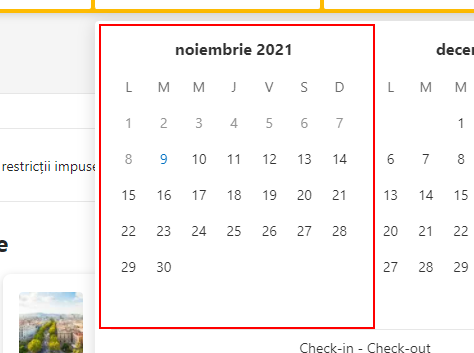 noiembrie 2021
L M M J V S D
1 2 3 4 5 6 7
8 9 10 11 12 13 14
15 16 17 18 19 20 21
22 23 24 25 26 27 28
29 30
decem
L M M
1
6 7 8
13 14 15
20 21 22
27 28 29
restricții impuse
e
Check-in - Check-out